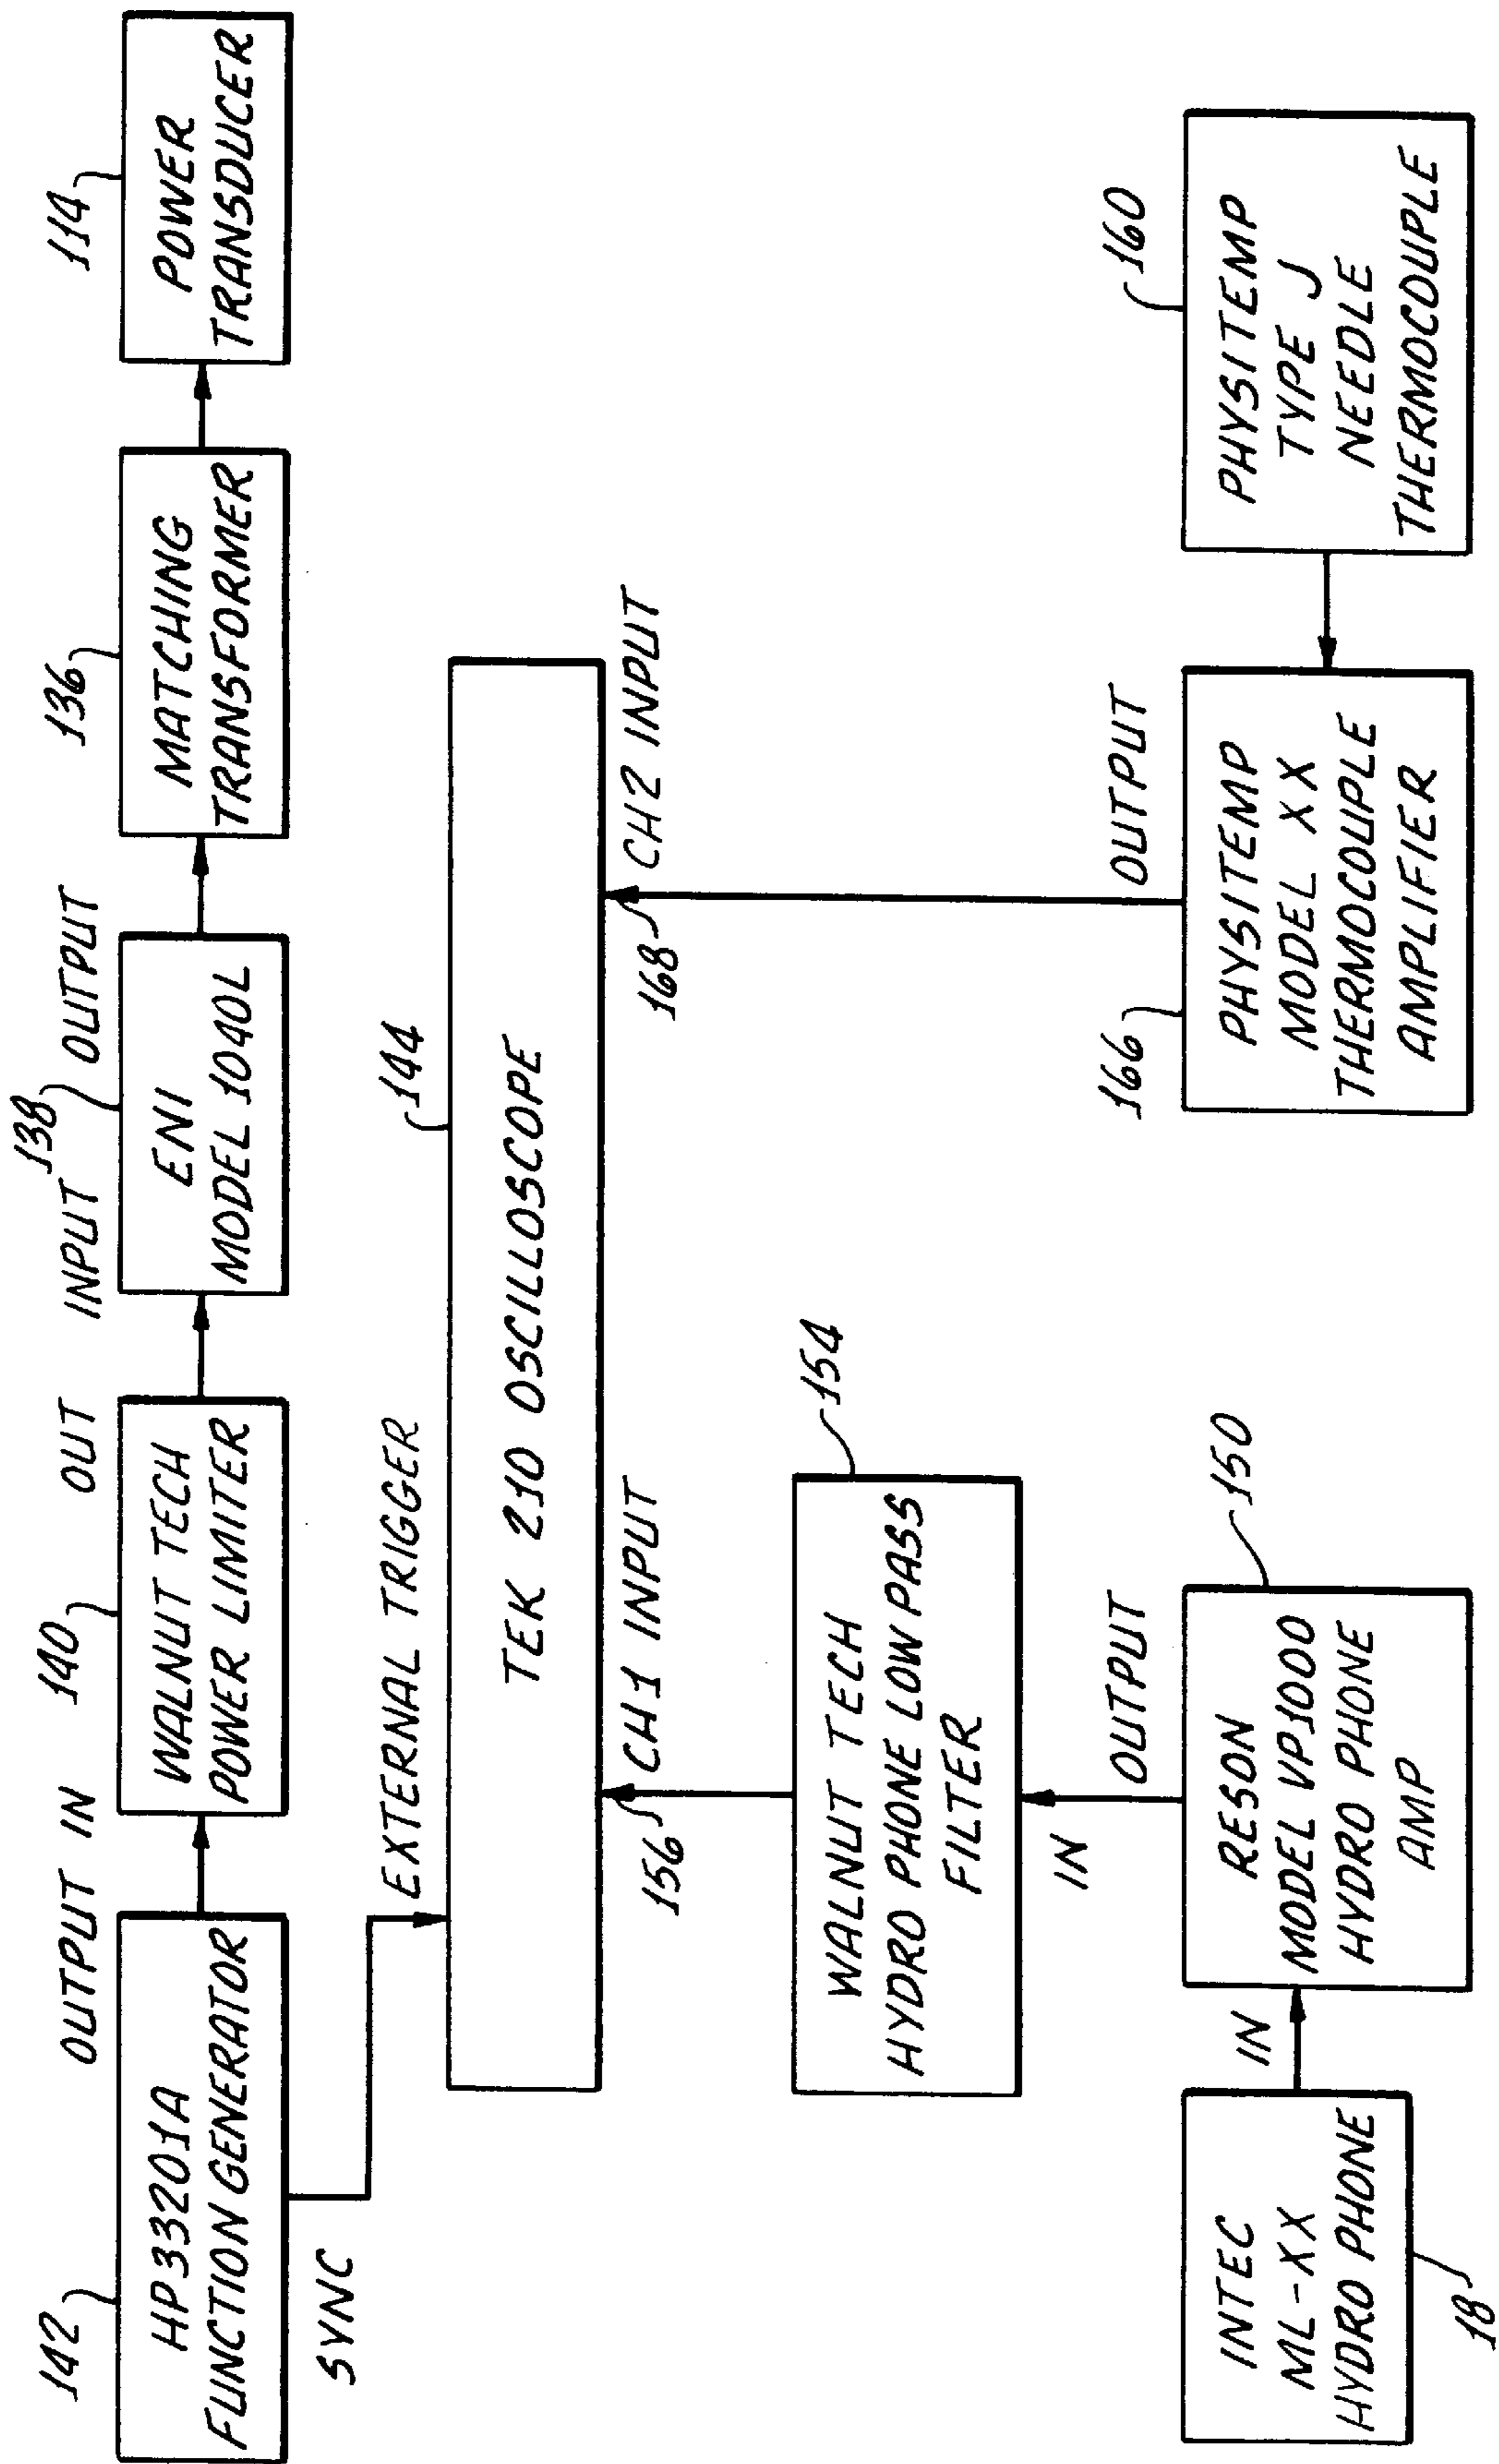 142
HP33201A
FUNCTION GENERATOR
OUTPUT IN
140
WALNUT TECH
POWER LIMITER
OUT
INPUT
138
OUTPUT
ENI
MODEL 1040L
136
MATCHING
TRANSFORMER
114
POWER
TRANSDUCER
SYNC
EXTERNAL TRIGGER
144
TEK 210 OSCILLOSCOPE
156
CH1 INPUT
168
CH2 INPUT
WALNUT TECH
HYDRO PHONE LOW PASS
FILTER
154
IN
OUTPUT
INTEC
ML-XX
HYDRO PHONE
18
IN
RESON
MODEL VP1000
HYDRO PHONE
AMP
150
166
OUTPUT
PHYSITEMP
MODEL XX
THERMOCOUPLE
AMPLIFIER
160
PHYSITEMP
TYPE J
NEEDLE
THERMOCOUPLE